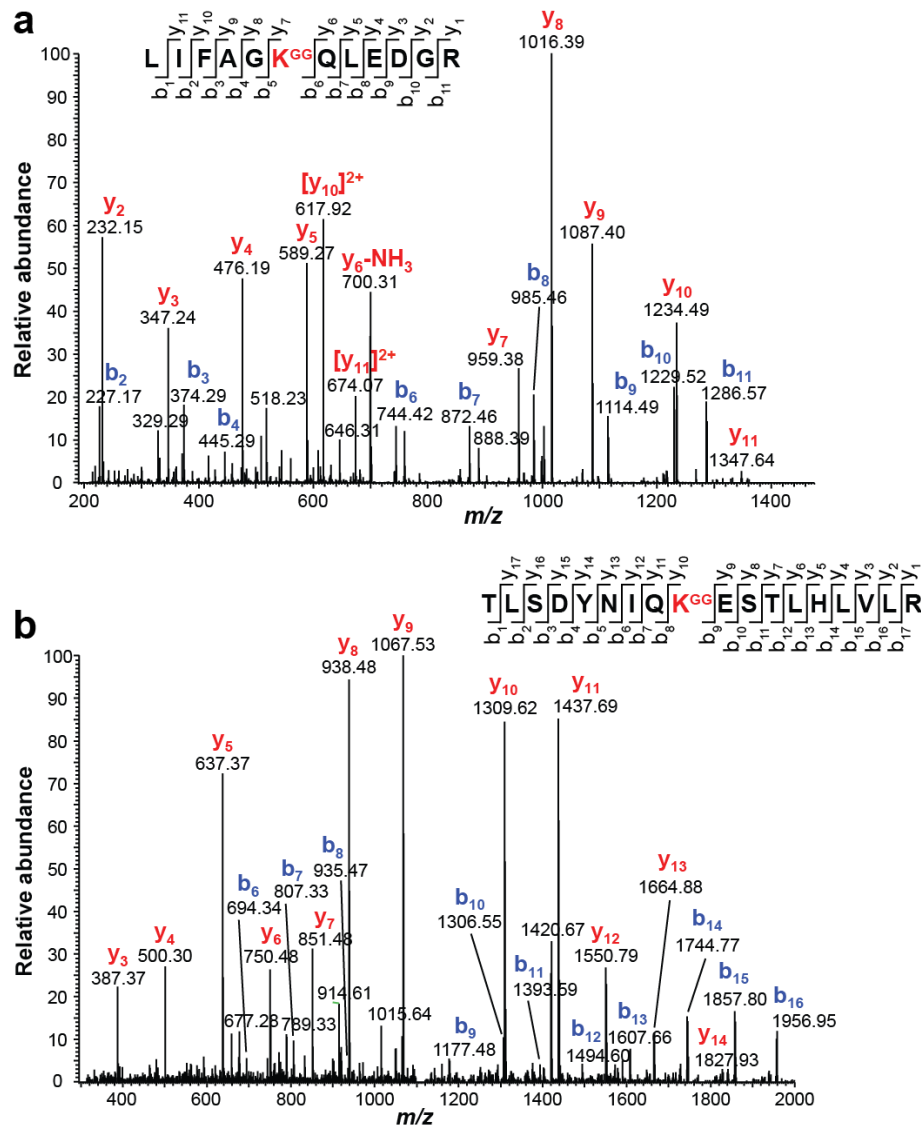 a
y11 y10 y9 y8 y7 y6 y5 y4 y3 y2 y1
L I F A G K GG Q L E D G R
b1 b2 b3 b4 b5 b6 b7 b8 b9 b10 b11
Relative abundance
100
90
80
70
60
50
40
30
20
10
0
y8
1016.39
[y10]2+
617.92
y2
232.15
y5
589.27
y9
1087.40
y4
476.19
y6-NH3
700.31
y3
347.24
y10
1234.49
b8
985.46
y7
959.38
b2
227.17
b3
374.29
[y11]2+
674.07
b10
1229.52
b11
1286.57
329.29
b4
445.29
518.23
646.31
b6
744.42
b7
872.46
888.39
b9
1114.49
y11
1347.64
200 400 600 800 1000 1200 1400
m/z
b
y17 y16 y15 y14 y13 y12 y11 y10 y9 y8 y7 y6 y5 y4 y3 y2 y1
T L S D Y N I Q K GG E S T L H L V L R
b1 b2 b3 b4 b5 b6 b7 b8 b9 b10 b11 b12 b13 b14 b15 b16 b17
Relative abundance
100
90
80
70
60
50
40
30
20
10
0
y9
1067.53
y8
938.48
y10
1309.62
y11
1437.69
y5
637.37
b8
935.47
b7
807.33
b6
694.34
y13
1664.88
y3
387.37
y4
500.30
y6
750.48
y7
851.48
b10
1306.55
1420.67
y12
1550.79
b14
1744.77
677.28
789.33
914.61
1015.64
b11
1393.59
b15
1857.80
b9
1177.48
b12
1494.60
b13
1607.66
y14
1827.93
b16
1956.95
400 600 800 1000 1200 1400 1600 1800 2000
m/z